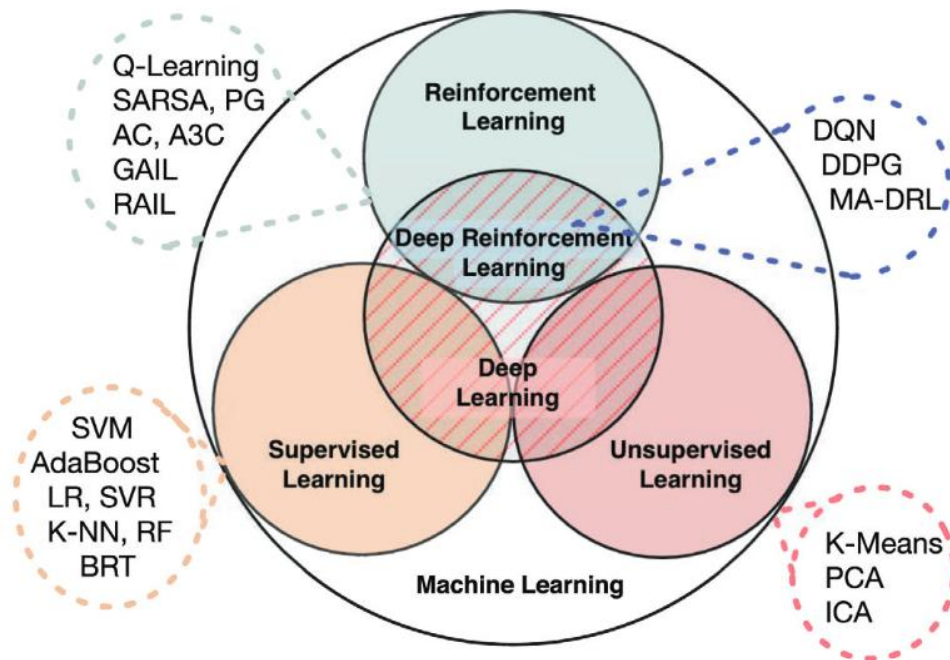 Q-Learning
SARSA, PG
AC, A3C
GAIL
RAIL
Reinforcement
Learning
DQN
DDPG
MA-DRL
Deep Reinforcement
Learning
Deep
Learning
SVM
AdaBoost
LR, SVR
K-NN, RF
BRT
Supervised
Learning
Unsupervised
Learning
K-Means
PCA
ICA
Machine Learning